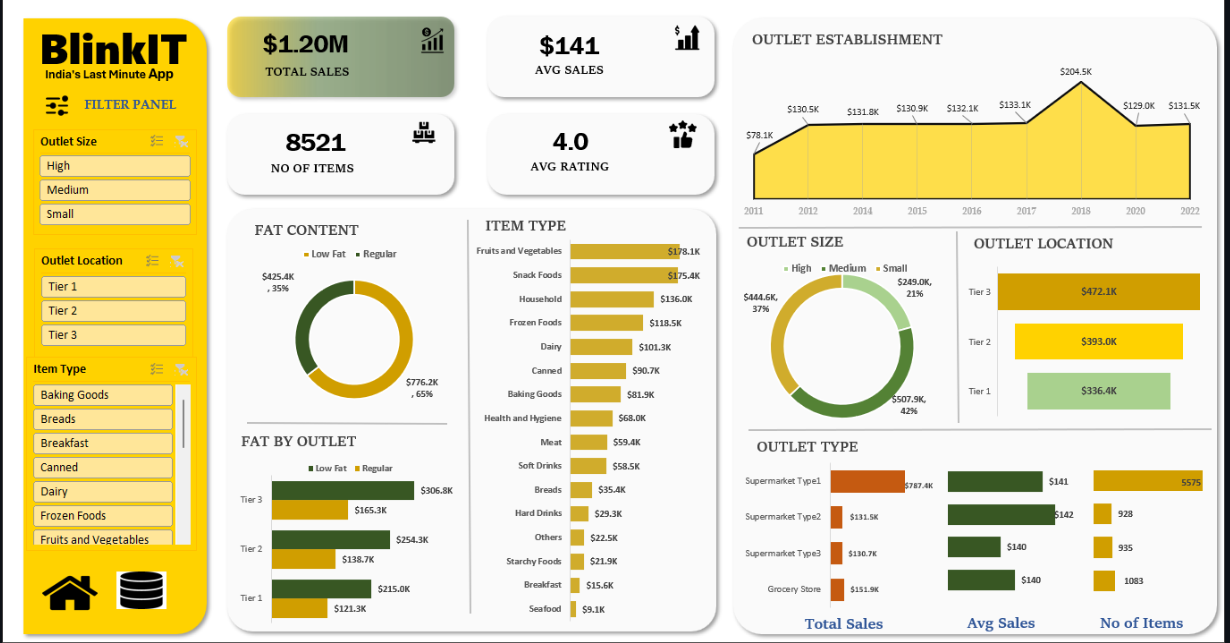 BlinkIT
India's Last Minute App
FILTER PANEL
Outlet Size
High
Medium
Small
Outlet Location
Tier 1
Tier 2
Tier 3
Item Type
Baking Goods
Breads
Breakfast
Canned
Dairy
Frozen Foods
Fruits and Vegetables
$1.20M
TOTAL SALES
$141
AVG SALES
8521
NO OF ITEMS
4.0
AVG RATING
FAT CONTENT
Low Fat Regular
$425.4K
, 35%
$776.2K
, 65%
FAT BY OUTLET
Low Fat Regular
Tier 3 $306.8K
$165.3K
Tier 2 $254.3K
$138.7K
Tier 1 $215.0K
$121.3K
ITEM TYPE
Fruits and Vegetables $178.1K
Snack Foods $175.4K
Household $136.0K
Frozen Foods $118.5K
Dairy $101.3K
Canned $90.7K
Baking Goods $81.9K
Health and Hygiene $68.0K
Meat $59.4K
Soft Drinks $58.5K
Breads $35.4K
Hard Drinks $29.3K
Others $22.5K
Starchy Foods $21.9K
Breakfast $15.6K
Seafood $9.1K
OUTLET ESTABLISHMENT
$78.1K $130.5K $131.8K $130.9K $132.1K $133.1K $204.5K $129.0K $131.5K
2011 2012 2014 2015 2016 2017 2018 2020 2022
OUTLET SIZE
High Medium Small
$249.0K,
21%
$444.6K,
37%
$507.9K,
42%
OUTLET LOCATION
Tier 3 $472.1K
Tier 2 $393.0K
Tier 1 $336.4K
OUTLET TYPE
Supermarket Type1 $787.4K $141 5575
Supermarket Type2 $131.5K $142 928
Supermarket Type3 $130.7K $140 935
Grocery Store $151.9K $140 1083
Total Sales Avg Sales No of Items